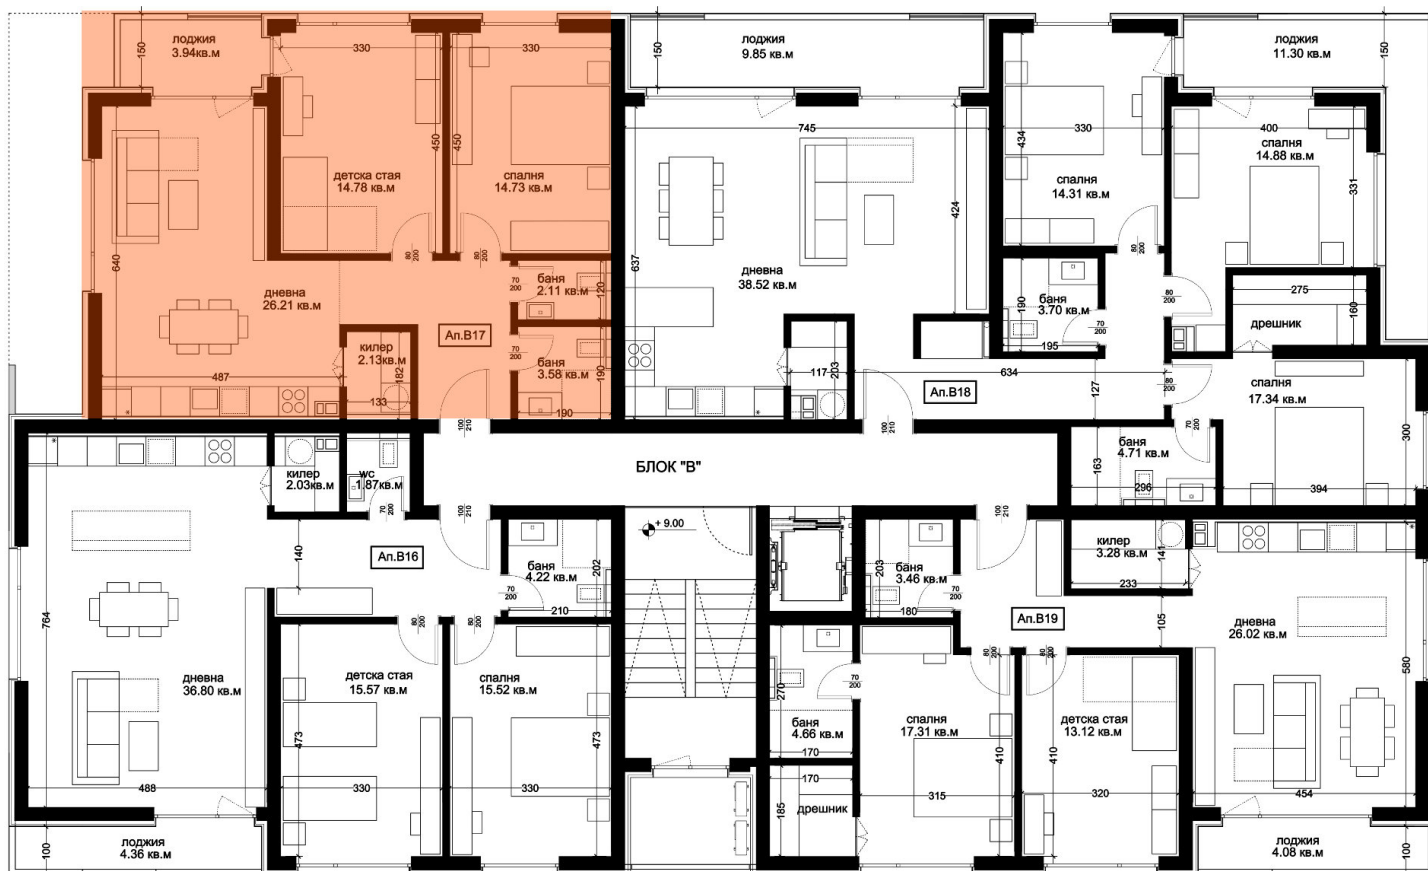 лоджия
3.94кв.м
150
330
330
450
450
детска стая
14.78 кв.м
спалня
14.73 кв.м
640
дневна
26.21 кв.м
80
200
80
200
70
200
баня
2.11 кв.м
120
Ап.В17
килер
2.13кв.м
182
133
487
70
200
баня
3.58 кв.м
190
190
100
210
лоджия
9.85 кв.м
150
745
424
637
дневна
38.52 кв.м
117
203
634
Ап.В18
127
100
210
434
330
спалня
14.31 кв.м
80
200
190
баня
3.70 кв.м
195
70
200
лоджия
11.30 кв.м
150
400
спалня
14.88 кв.м
331
80
200
275
дрешник
160
80
200
спалня
17.34 кв.м
300
394
70
200
баня
4.71 кв.м
163
296
БЛОК "В"
+ 9.00
килер
2.03кв.м
wc
1.87кв.м
70
200
100
210
140
Ап.В16
баня
4.22 кв.м
202
210
70
200
80
200
80
200
764
дневна
36.80 кв.м
488
детска стая
15.57 кв.м
473
330
спалня
15.52 кв.м
473
330
лоджия
4.36 кв.м
100
100
210
203
баня
3.46 кв.м
180
70
200
килер
3.28 кв.м
141
233
Ап.В19
105
80
200
80
200
270
баня
4.66 кв.м
170
70
200
170
185
дрешник
спалня
17.31 кв.м
410
315
детска стая
13.12 кв.м
410
320
дневна
26.02 кв.м
580
454
лоджия
4.08 кв.м
100